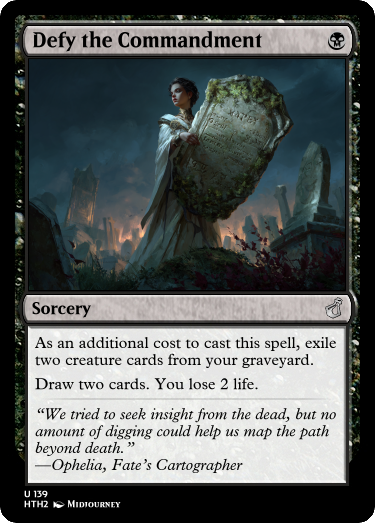 Defy the Commandment
Sorcery
As an additional cost to cast this spell, exile
two creature cards from your graveyard.
Draw two cards. You lose 2 life.
“We tried to seek insight from the dead, but no
amount of digging could help us map the path
beyond death.”
—Ophelia, Fate’s Cartographer
U 139
HTH2 Midjourney